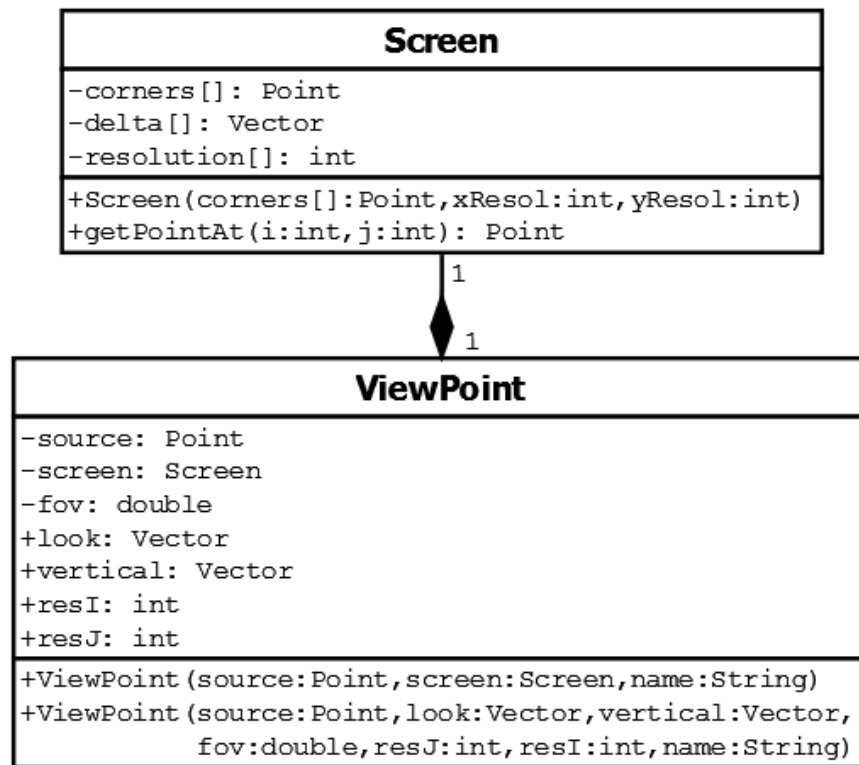 Screen
-corners[]: Point
-delta[]: Vector
-resolution[]: int
+Screen(corners[]:Point,xResol:int,yResol:int)
+getPointAt(i:int,j:int): Point
1
1
ViewPoint
-source: Point
-screen: Screen
-fov: double
+look: Vector
+vertical: Vector
+resI: int
+resJ: int
+ViewPoint(source:Point,screen:Screen,name:String)
+ViewPoint(source:Point,look:Vector,vertical:Vector,
fov:double,resJ:int,resI:int,name:String)